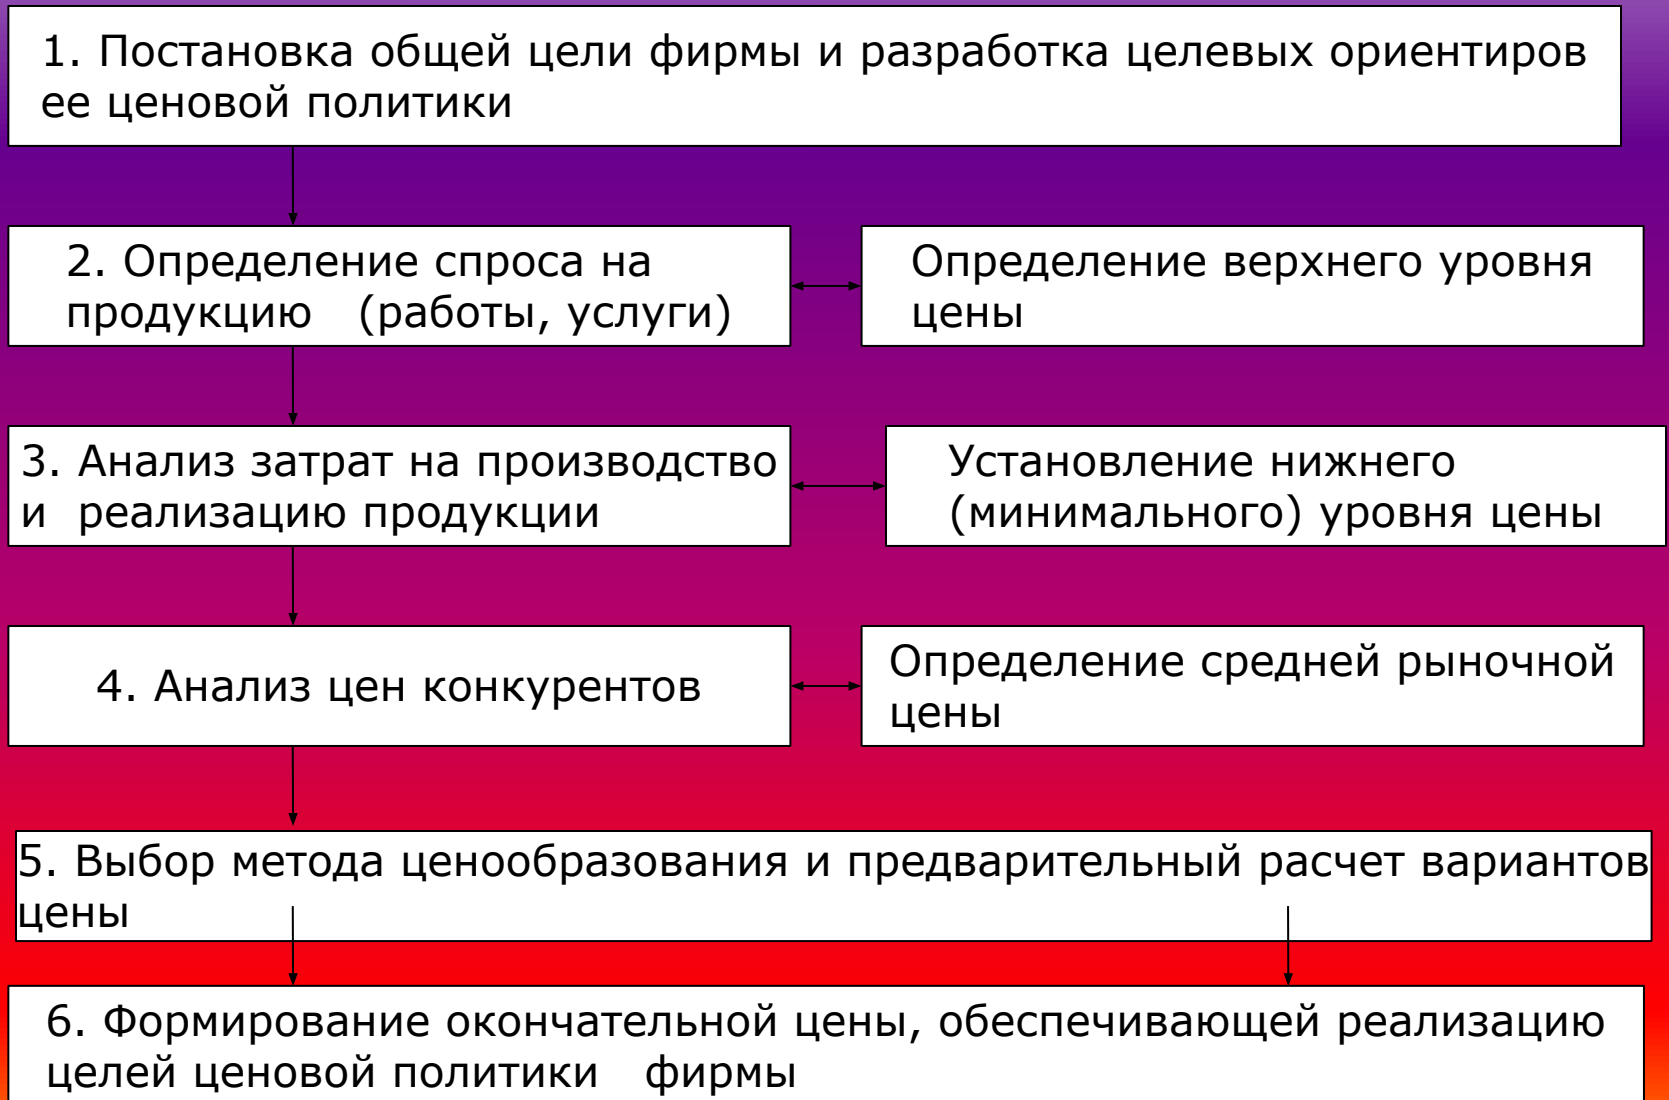 1. Постановка общей цели фирмы и разработка целевых ориентиров
ее ценовой политики
2. Определение спроса на
продукцию (работы, услуги)
Определение верхнего уровня
цены
3. Анализ затрат на производство
и реализацию продукции
Установление нижнего
(минимального) уровня цены
4. Анализ цен конкурентов
Определение средней рыночной
цены
5. Выбор метода ценообразования и предварительный расчет вариантов
цены
6. Формирование окончательной цены, обеспечивающей реализацию
целей ценовой политики фирмы